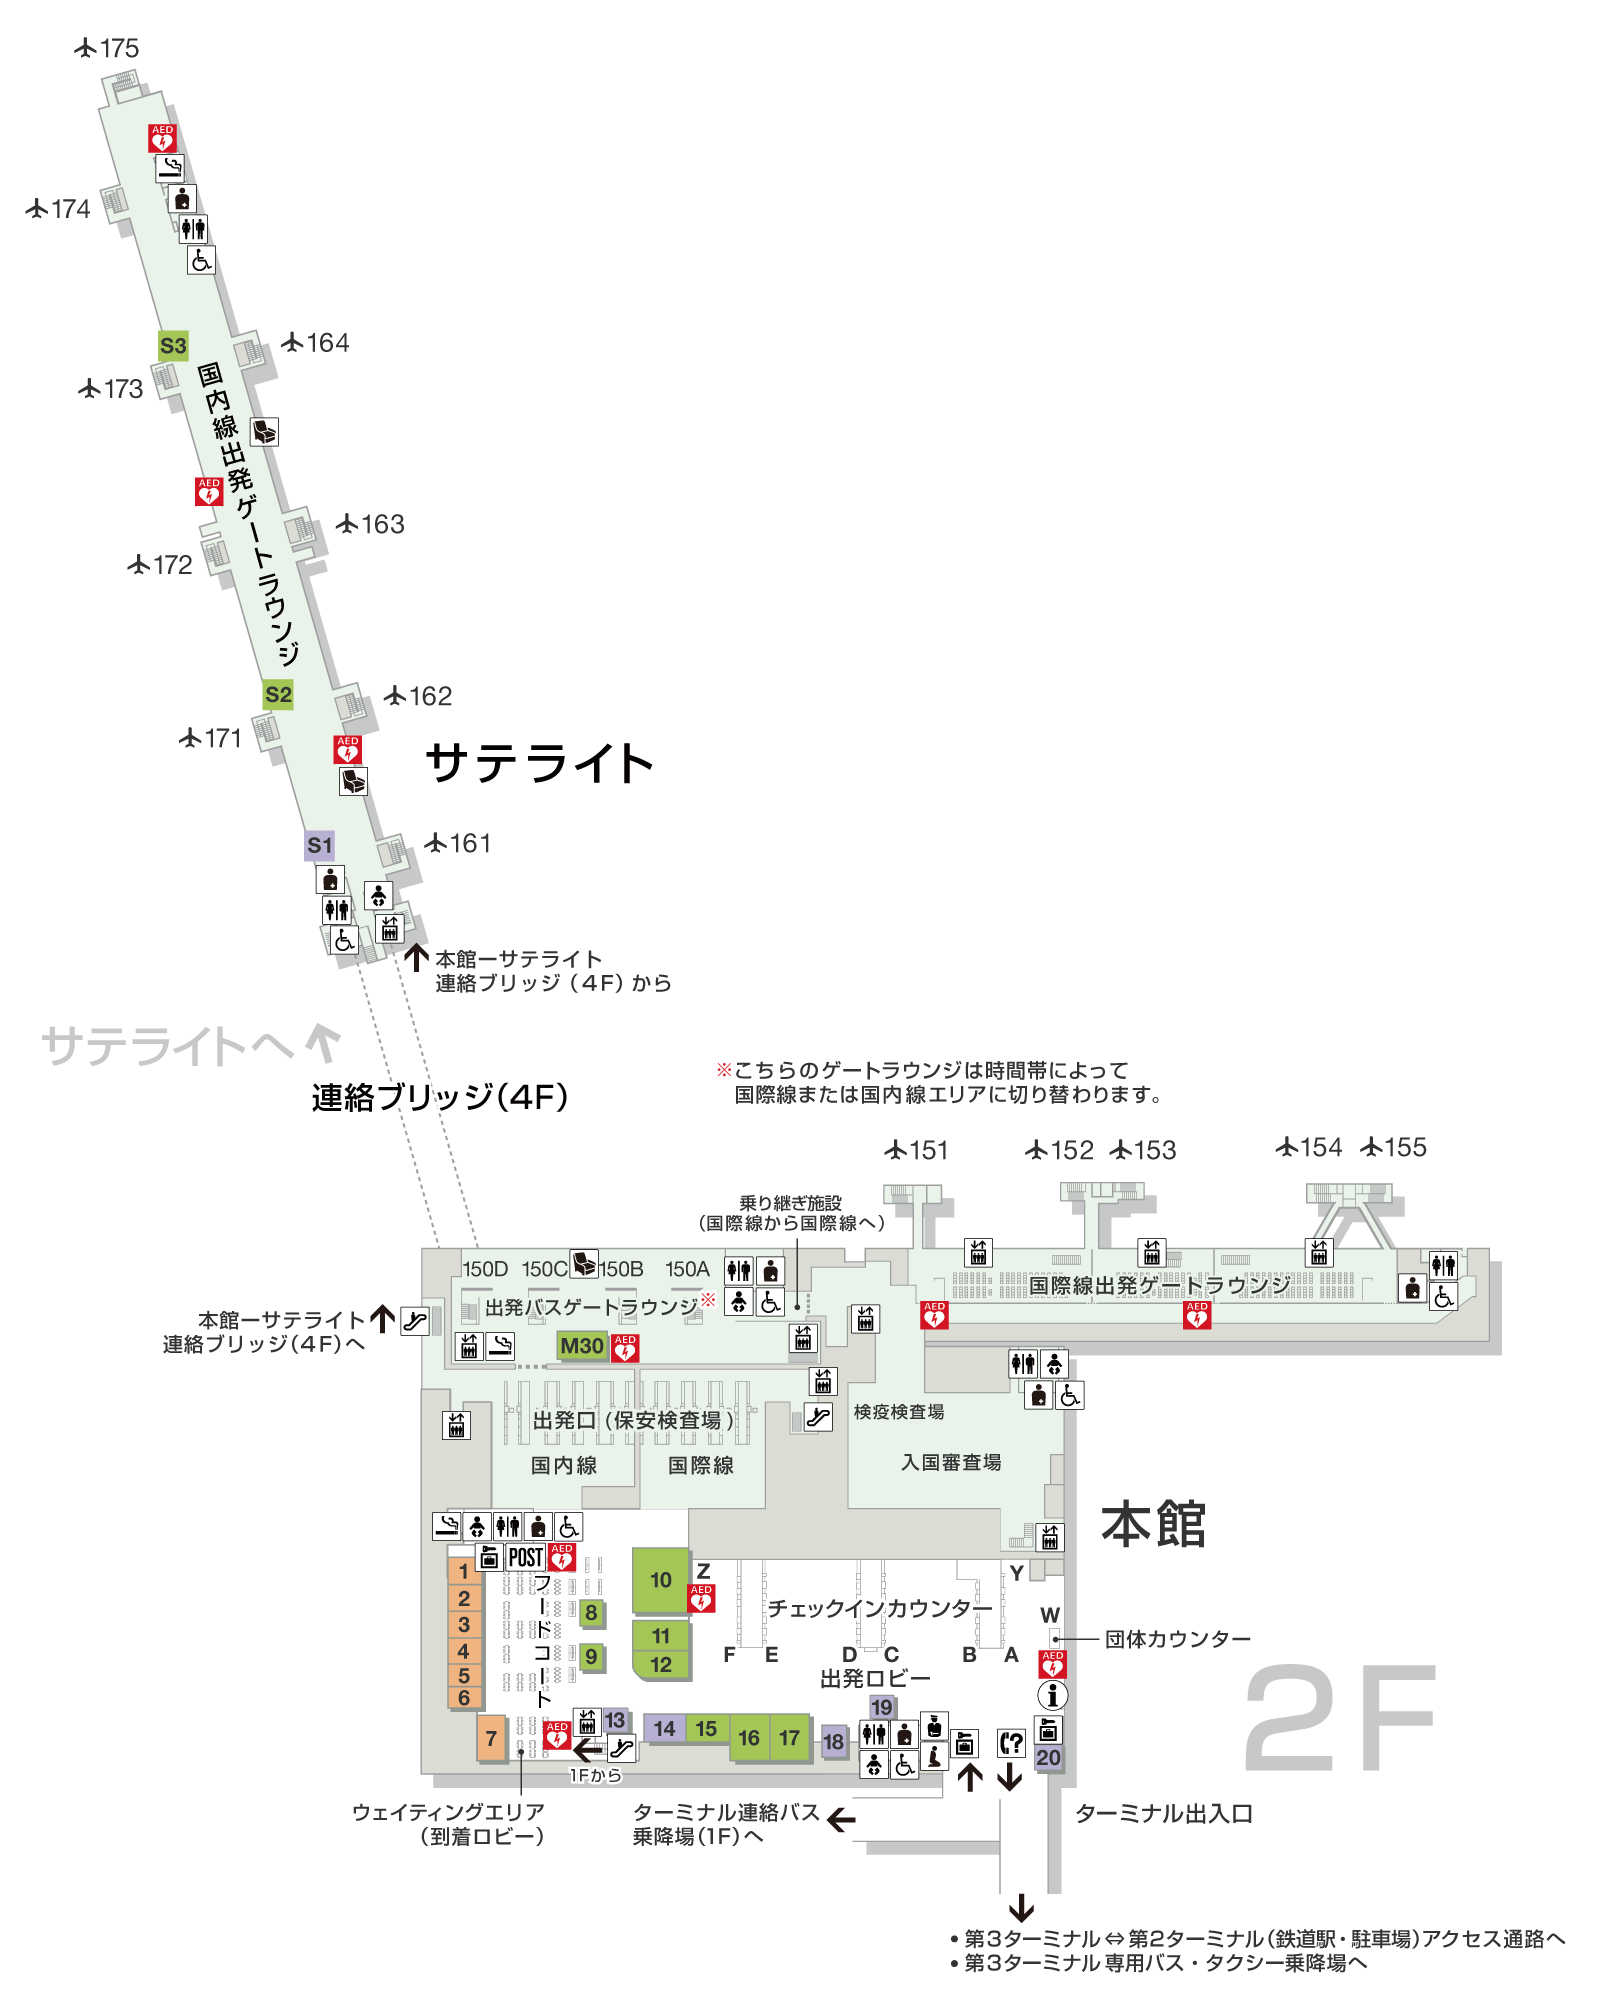 175
AED
174
S3
164
173
国内線出発ゲートラウンジ
AED
163
172
S2
162
171
AED
サテライト
S1
161
本館ーサテライト
連絡ブリッジ（4F）から
サテライトへ
連絡ブリッジ(4F)
※こちらのゲートラウンジは時間帯によって
国際線または国内線エリアに切り替わります。
151
152
153
154
155
乗り継ぎ施設
(国際線から国際線へ)
150D
150C
150B
150A
出発バスゲートラウンジ※
国際線出発ゲートラウンジ
AED
AED
本館ーサテライト
連絡ブリッジ(4F)へ
M30
AED
出発口(保安検査場)
検疫検査場
国内線
国際線
入国審査場
本館
POST
AED
1
2
3
4
5
6
7
フードコート
8
9
10
11
12
Z
AED
Y
チェックインカウンター
W
団体カウンター
F
E
D
C
B
A
AED
出発ロビー
2F
i
AED
13
14
15
16
17
18
19
?
20
1Fから
ウェイティングエリア
(到着ロビー)
ターミナル連絡バス
乗降場(1F)へ
ターミナル出入口
• 第3ターミナル⇔第2ターミナル(鉄道駅・駐車場)アクセス通路へ
• 第3ターミナル専用バス・タクシー乗降場へ